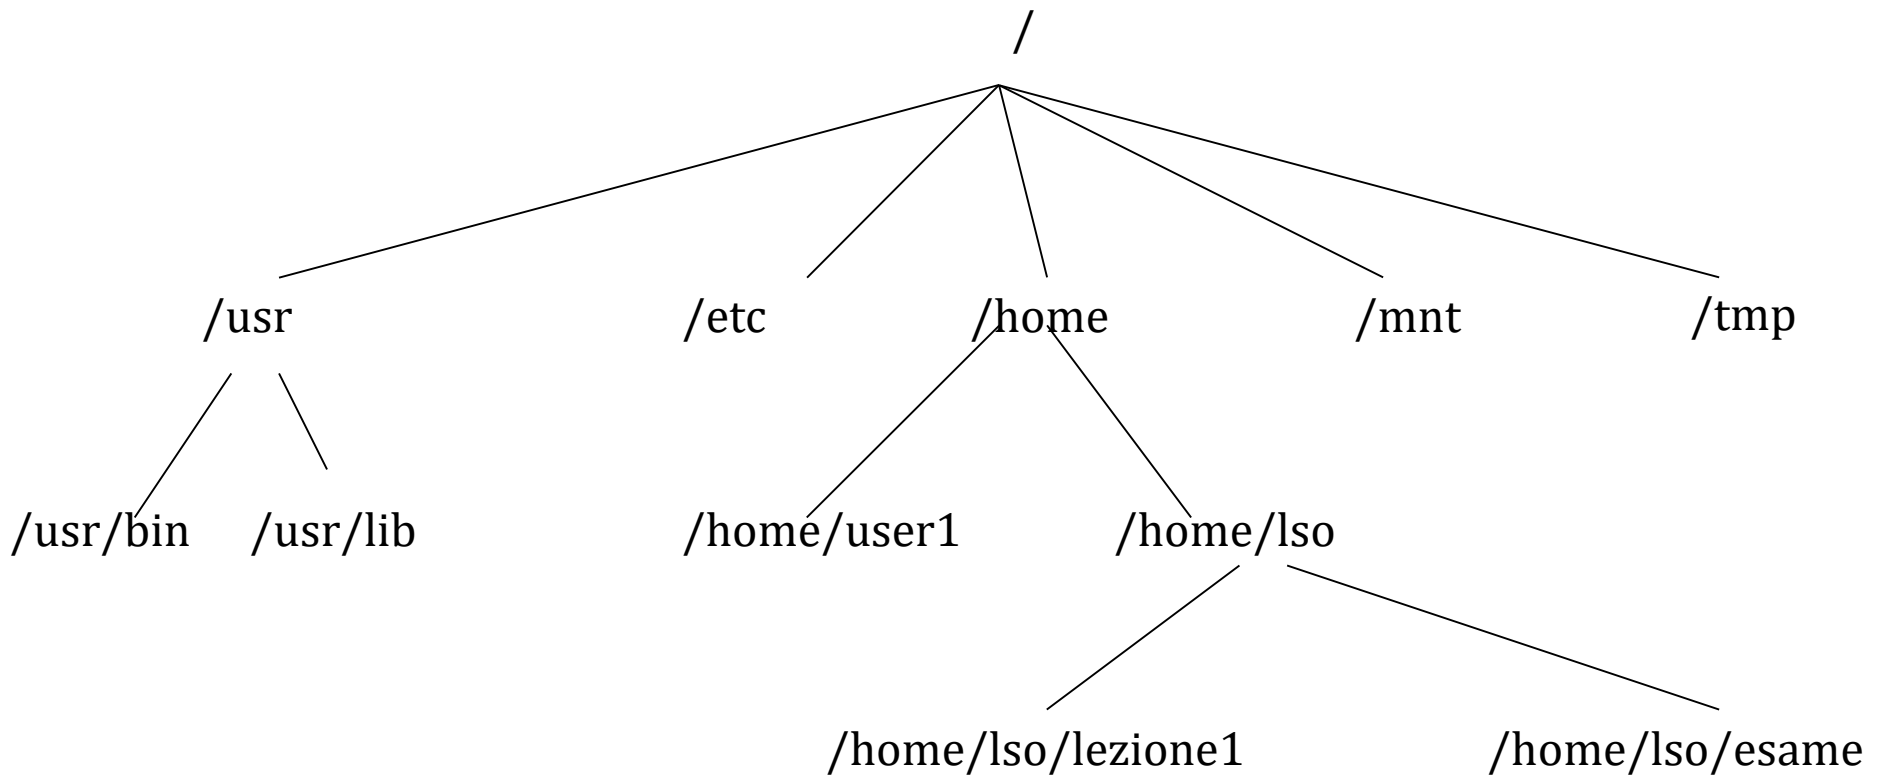 /
/usr /etc /home /mnt /tmp
/usr/bin /usr/lib /home/user1 /home/lso
/home/lso/lezione1 /home/lso/esame